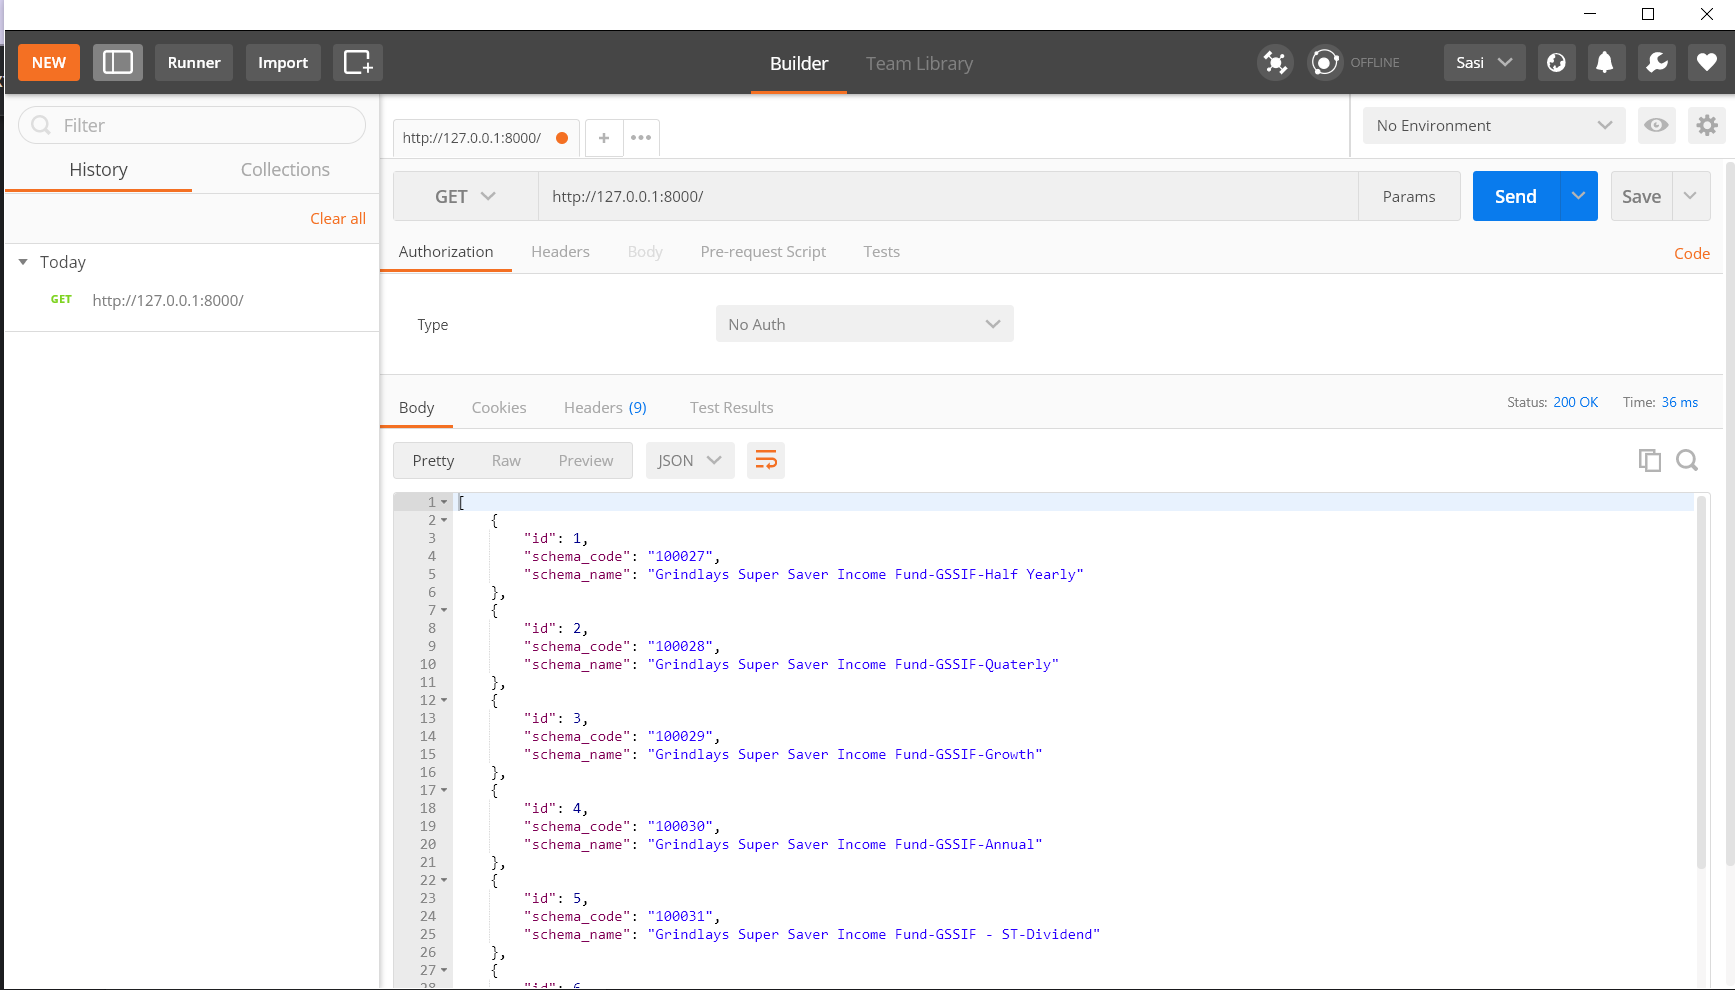 NEW Runner Import Builder Team Library OFFLINE Sasi
Filter
History Collections
Clear all
Today
GET http://127.0.0.1:8000/
http://127.0.0.1:8000/ + •••
No Environment
GET http://127.0.0.1:8000/ Params Send Save
Authorization Headers Body Pre-request Script Tests Code
Type No Auth
Body Cookies Headers (9) Test Results Status: 200 OK Time: 36 ms
Pretty Raw Preview JSON
1 [
2 {
3 "id": 1,
4 "schema_code": "100027",
5 "schema_name": "Grindlays Super Saver Income Fund-GSSIF-Half Yearly"
6 },
7 {
8 "id": 2,
9 "schema_code": "100028",
10 "schema_name": "Grindlays Super Saver Income Fund-GSSIF-Quaterly"
11 },
12 {
13 "id": 3,
14 "schema_code": "100029",
15 "schema_name": "Grindlays Super Saver Income Fund-GSSIF-Growth"
16 },
17 {
18 "id": 4,
19 "schema_code": "100030",
20 "schema_name": "Grindlays Super Saver Income Fund-GSSIF-Annual"
21 },
22 {
23 "id": 5,
24 "schema_code": "100031",
25 "schema_name": "Grindlays Super Saver Income Fund-GSSIF - ST-Dividend"
26 },
27 {
28 "id": 6